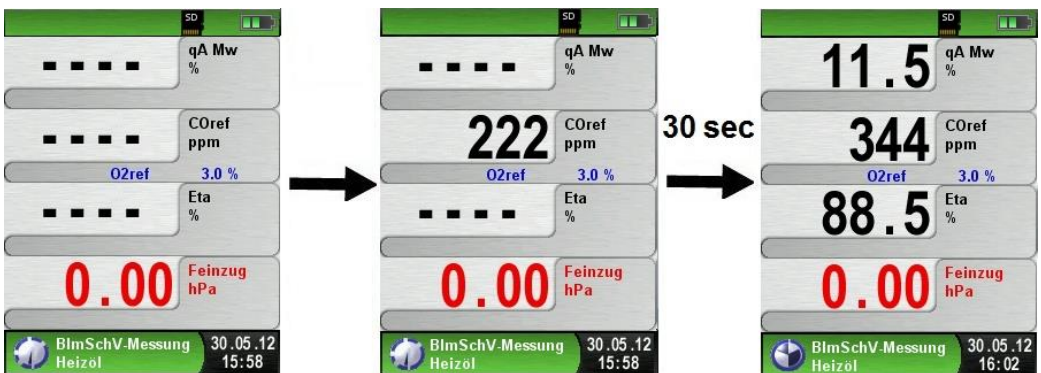 SD
- - - -
qA Mw
%
- - - -
COref
ppm
O2ref 3.0 %
- - - -
Eta
%
0.00
Feinzug
hPa
BImSchV-Messung
Heizöl
30.05.12
15:58
SD
- - - -
qA Mw
%
222
COref
ppm
O2ref 3.0 %
- - - -
Eta
%
0.00
Feinzug
hPa
BImSchV-Messung
Heizöl
30.05.12
15:58
30 sec
SD
11.5
qA Mw
%
344
COref
ppm
O2ref 3.0 %
88.5
Eta
%
0.00
Feinzug
hPa
BImSchV-Messung
Heizöl
30.05.12
16:02